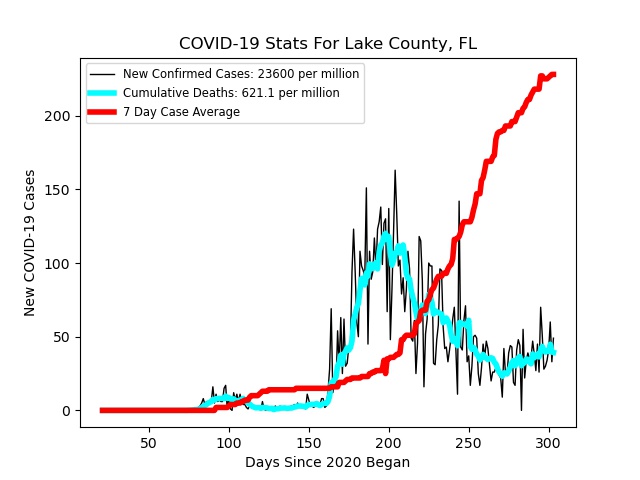 COVID-19 Stats For Lake County, FL
New Confirmed Cases: 23600 per million
Cumulative Deaths: 621.1 per million
7 Day Case Average
New COVID-19 Cases
200
150
100
50
0
50 100 150 200 250 300
Days Since 2020 Began